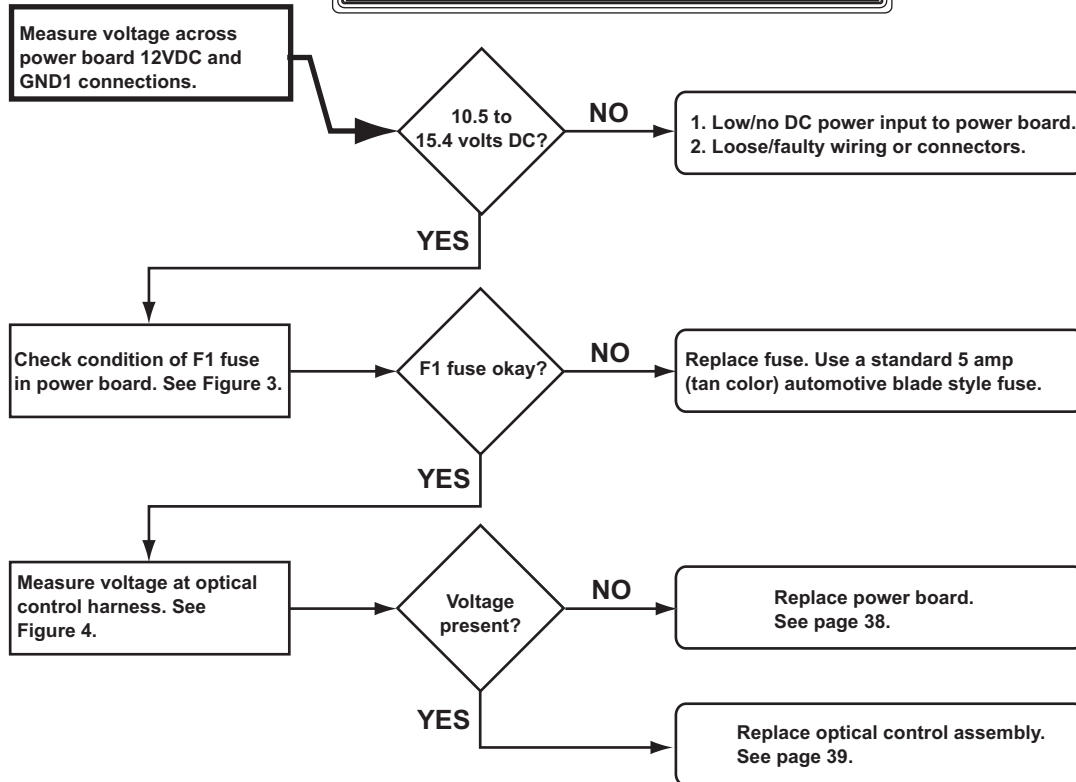 Measure voltage across
power board 12VDC and
GND1 connections.
10.5 to
15.4 volts DC?
NO
1. Low/no DC power input to power board.
2. Loose/faulty wiring or connectors.
YES
Check condition of F1 fuse
in power board. See Figure 3.
F1 fuse okay?
NO
Replace fuse. Use a standard 5 amp
(tan color) automotive blade style fuse.
YES
Measure voltage at optical
control harness. See
Figure 4.
Voltage
present?
NO
Replace power board.
See page 38.
YES
Replace optical control assembly.
See page 39.